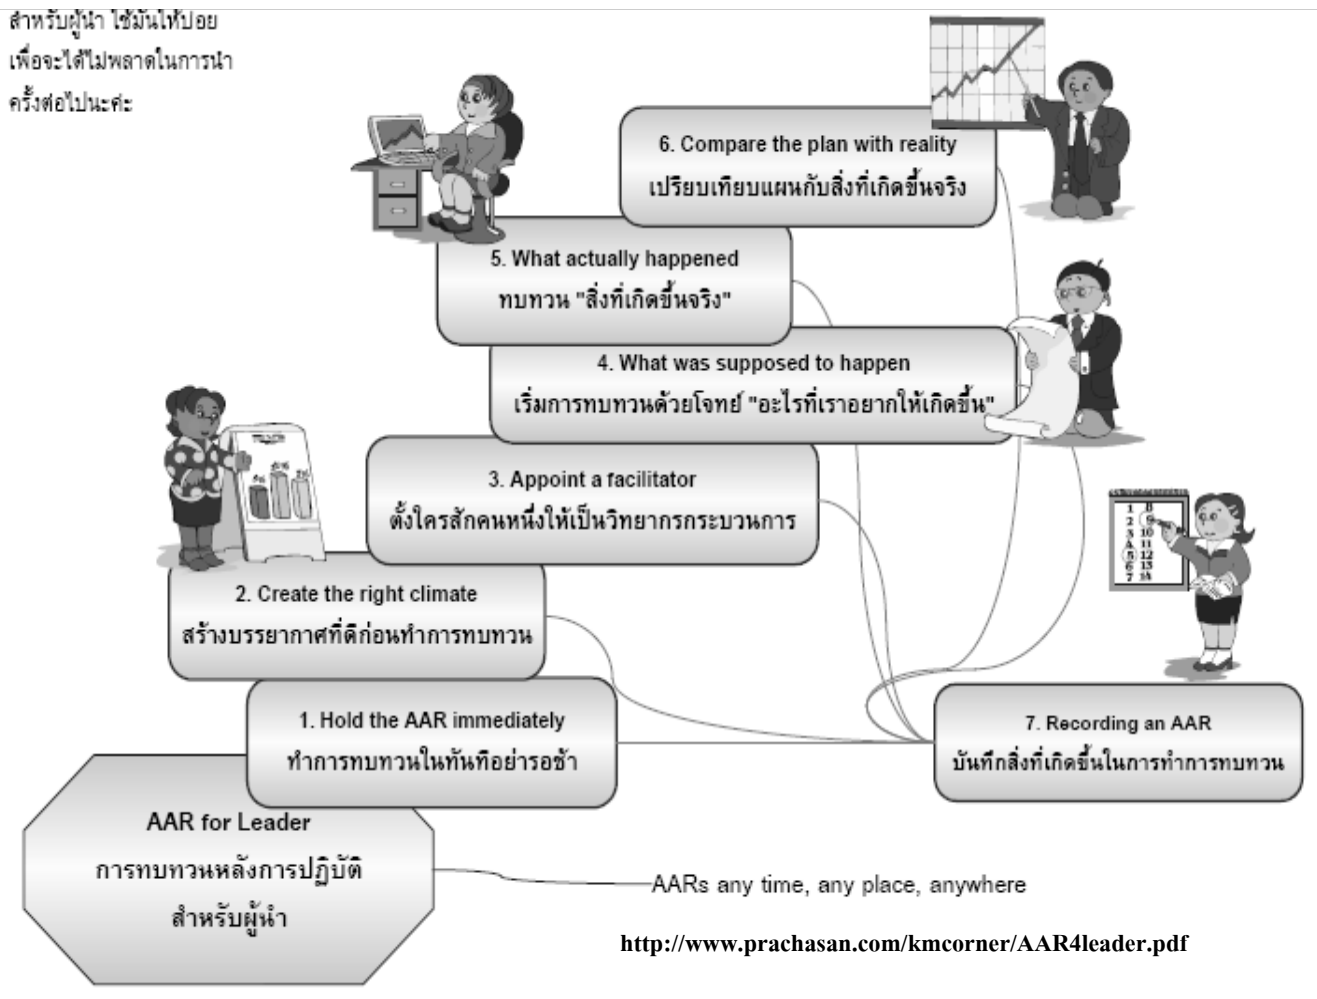 สำหรับผู้นำ ใช้มันให้บ่อย
เพื่อจะได้ไม่พลาดในการนำ
ครั้งต่อไปนะค่ะ
6. Compare the plan with reality
เปรียบเทียบแผนกับสิ่งที่เกิดขึ้นจริง
5. What actually happened
ทบทวน "สิ่งที่เกิดขึ้นจริง"
4. What was supposed to happen
เริ่มการทบทวนด้วยโจทย์ "อะไรที่เราอยากให้เกิดขึ้น"
3. Appoint a facilitator
ตั้งใครสักคนหนึ่งให้เป็นวิทยากรกระบวนการ
2. Create the right climate
สร้างบรรยากาศที่ดีก่อนทำการทบทวน
1. Hold the AAR immediately
ทำการทบทวนในทันทีอย่ารอช้า
1 8
2 9
3 10
4 11
5 12
6 13
7 14
7. Recording an AAR
บันทึกสิ่งที่เกิดขึ้นในการทำการทบทวน
AAR for Leader
การทบทวนหลังการปฏิบัติ
สำหรับผู้นำ
AARs any time, any place, anywhere
http://www.prachasan.com/kmcorner/AAR4leader.pdf